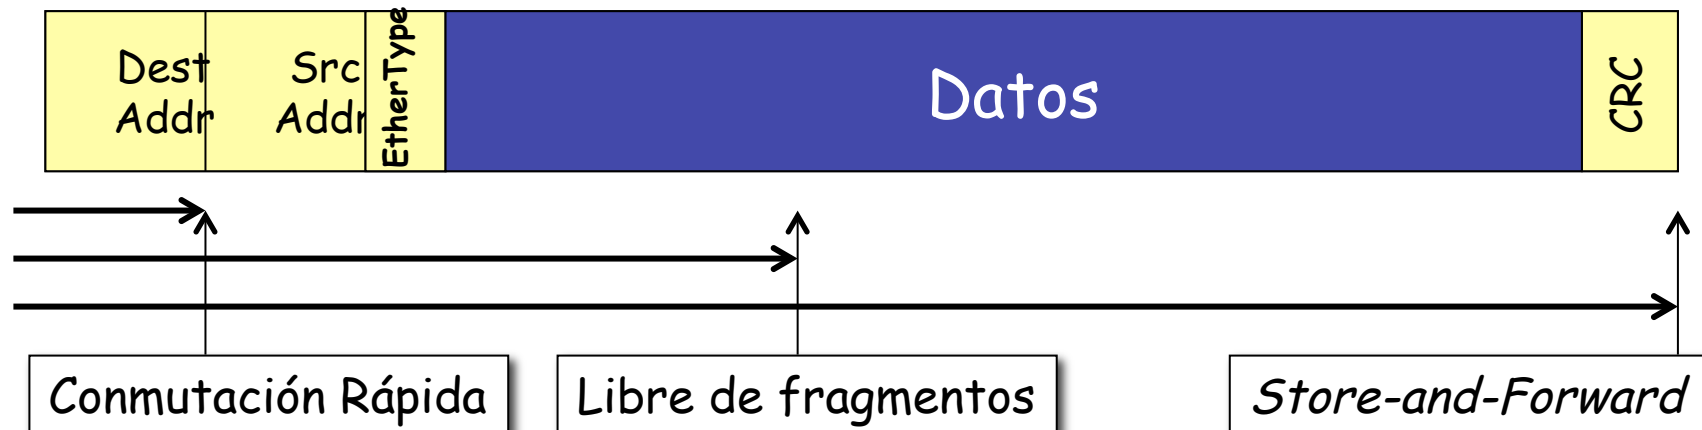 Dest
Addr
Src
Addr
EtherType
Datos
CRC
Conmutación Rápida
Libre de fragmentos
Store-and-Forward